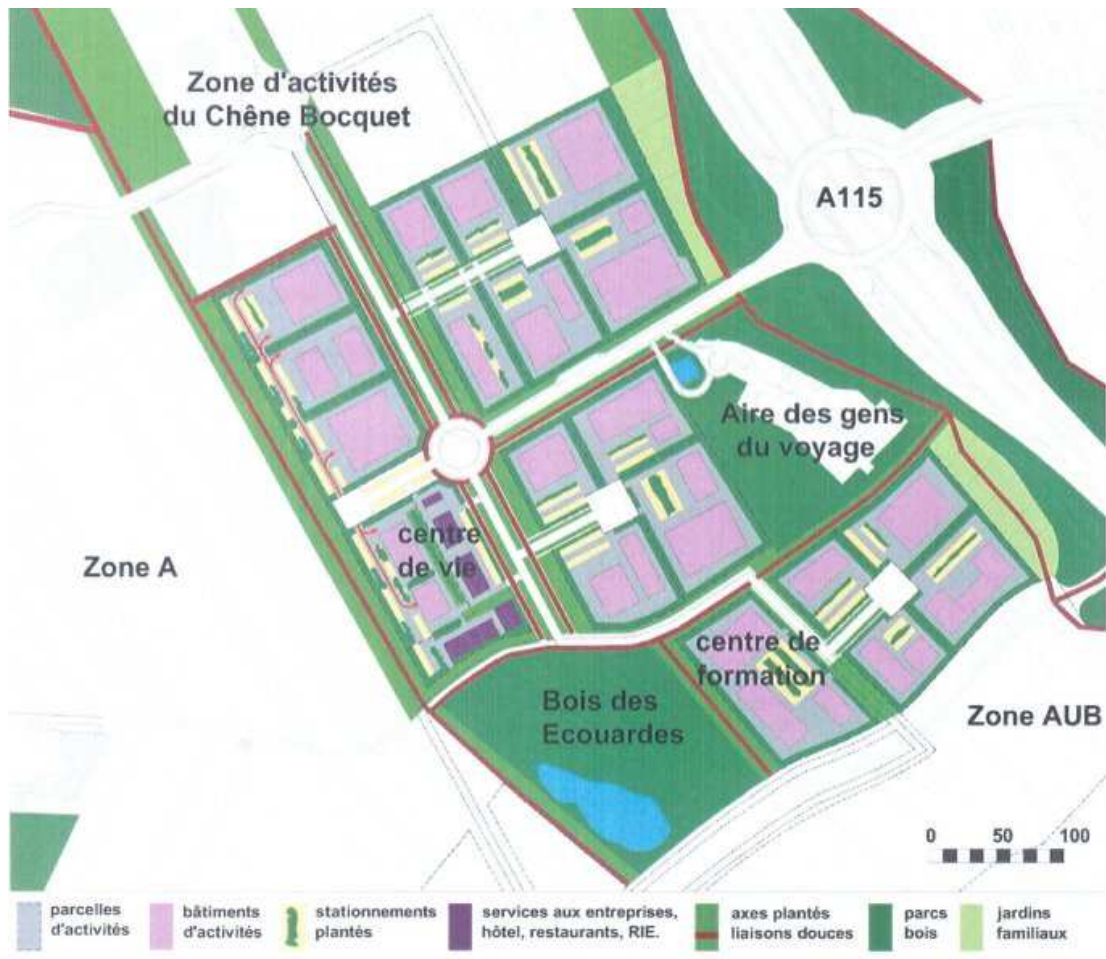 Zone d'activités
du Chêne Bocquet
A115
Aire des gens
du voyage
centre
de vie
Zone A
centre de
formation
Bois des
Ecouardes
Zone AUB
0 50 100
parcelles
d'activités
bâtiments
d'activités
stationnements
plantés
services aux entreprises,
hôtel, restaurants, RIE.
axes plantés
liaisons douces
parcs
bois
jardins
familiaux